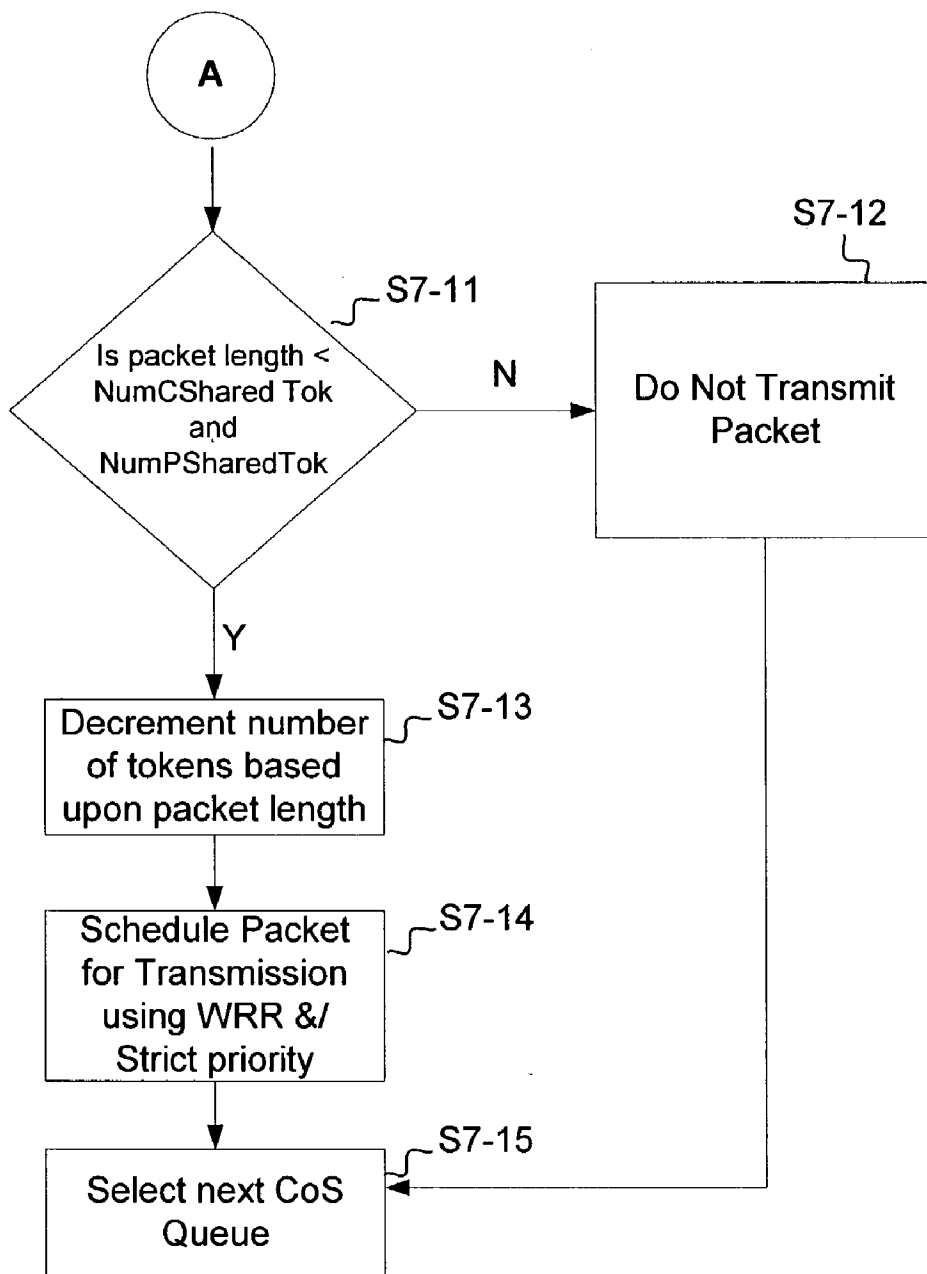 A
S7-11
Is packet length <
NumCShared Tok
and
NumPSharedTok
N
S7-12
Do Not Transmit
Packet
Y
S7-13
Decrement number
of tokens based
upon packet length
S7-14
Schedule Packet
for Transmission
using WRR &/
Strict priority
S7-15
Select next CoS
Queue